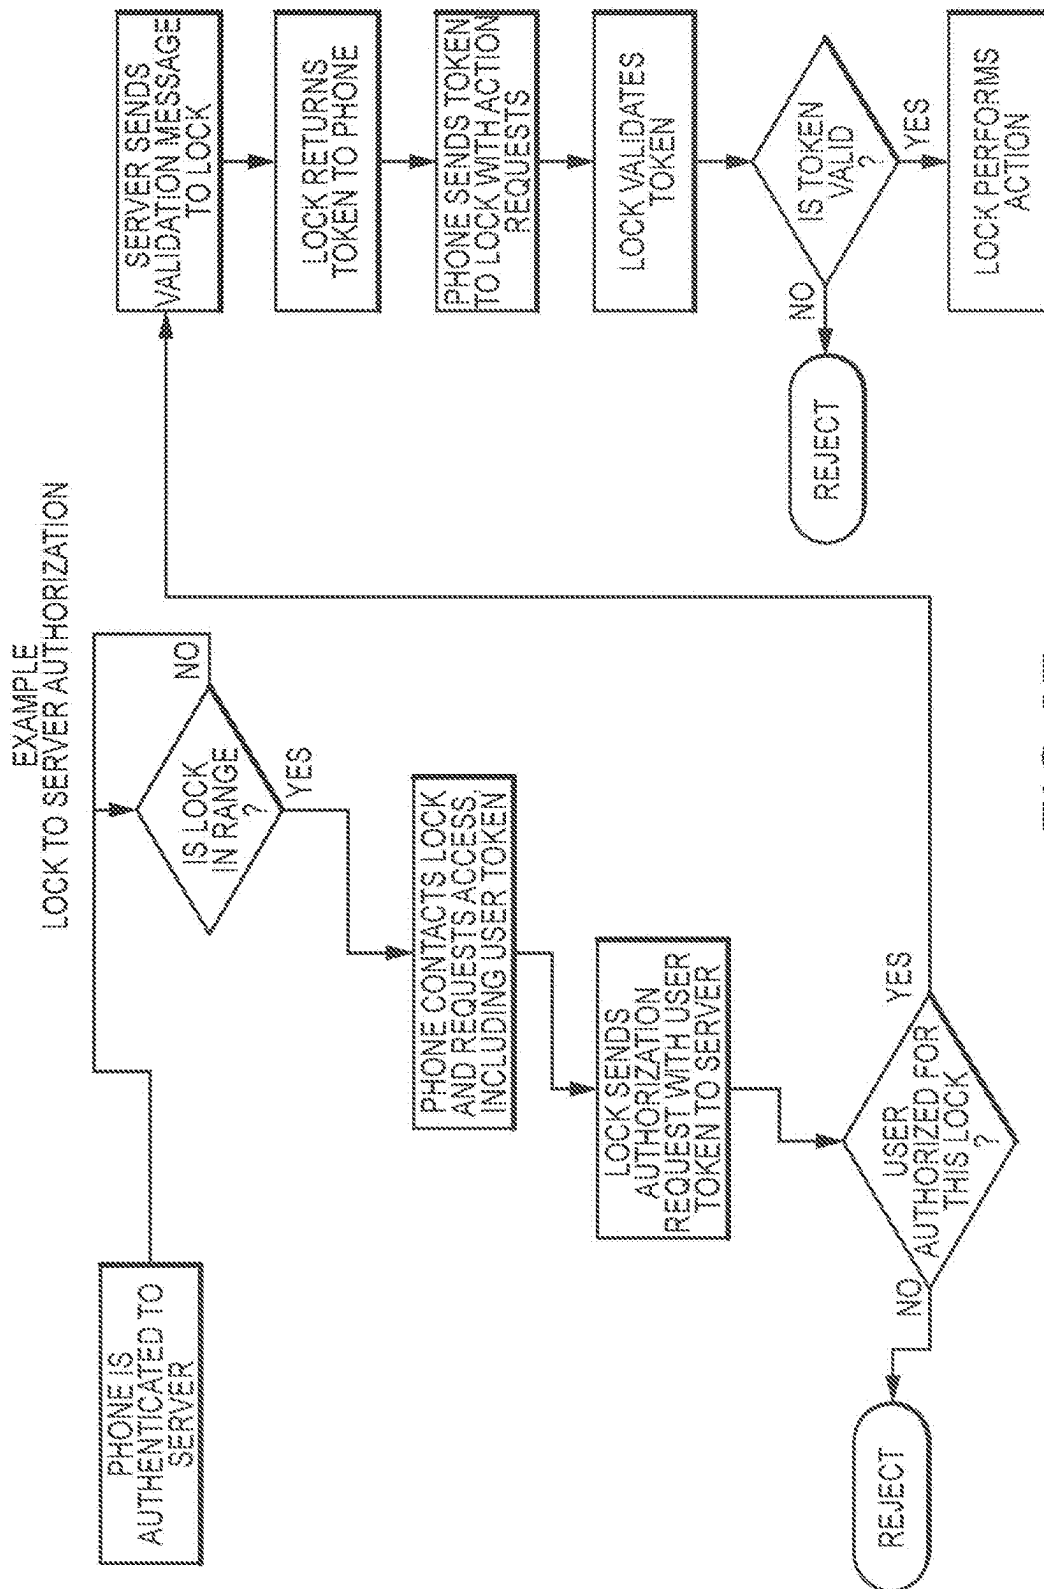 EXAMPLE
LOCK TO SERVER AUTHORIZATION
PHONE IS
AUTHENTICATED TO
SERVER
IS LOCK
IN RANGE
?
NO
YES
PHONE CONTACTS LOCK
AND REQUESTS ACCESS,
INCLUDING USER TOKEN
LOCK SENDS
AUTHORIZATION
REQUEST WITH USER
TOKEN TO SERVER
USER
AUTHORIZED FOR
THIS LOCK
?
NO
YES
REJECT
SERVER SENDS
VALIDATION MESSAGE
TO LOCK
LOCK RETURNS
TOKEN TO PHONE
PHONE SENDS TOKEN
TO LOCK WITH ACTION
REQUESTS
LOCK VALIDATES
TOKEN
IS TOKEN
VALID
?
NO
YES
REJECT
LOCK PERFORMS
ACTION